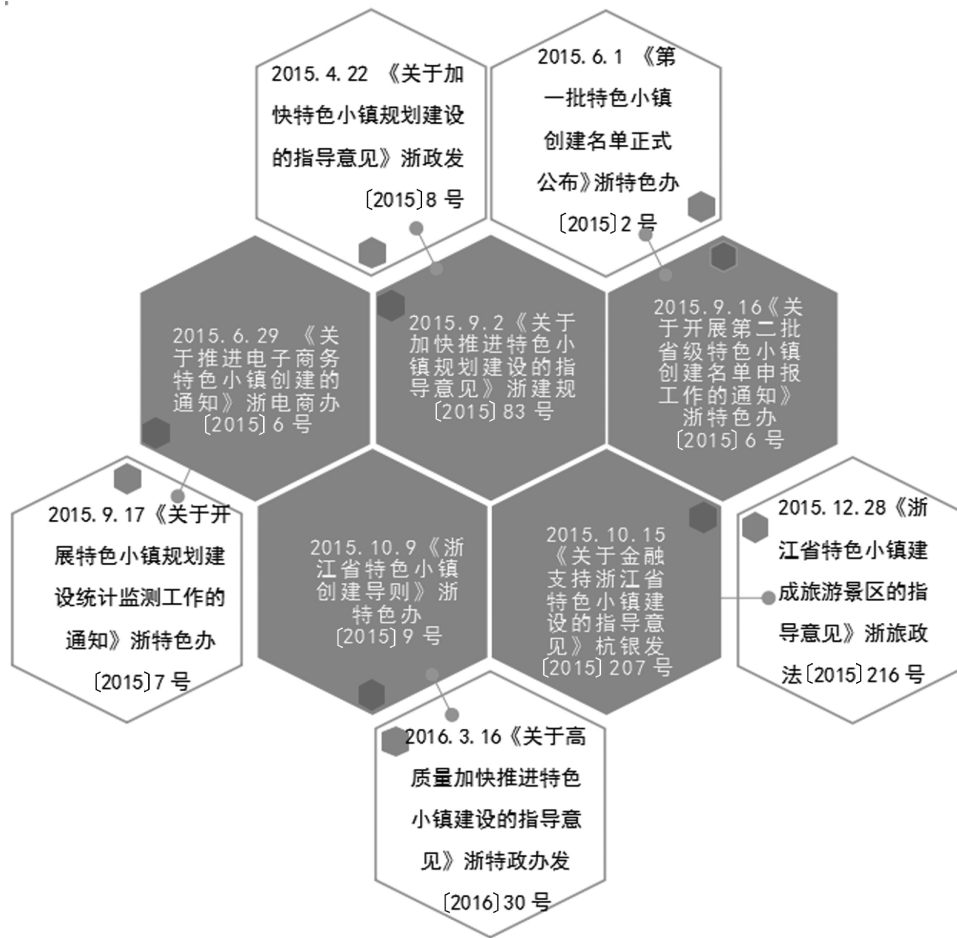 2015.4.22 《关于加
快特色小镇规划建设
的指导意见》浙政发
〔2015〕8 号
2015.6.1 《第
一批特色小镇
创建名单正式
公布》浙特色办
〔2015〕2 号
2015.6.29 《关
于推进电子商务
特色小镇创建的
通知》浙电商办
〔2015〕6 号
2015.9.2《关于
加快推进特色小
镇规划建设的指
导意见》浙建规
〔2015〕83 号
2015.9.16《关
于开展第二批
省级特色小镇
创建名单申报
工作的通知》
浙特色办
〔2015〕6 号
2015.9.17《关于开
展特色小镇规划建
设统计监测工作的
通知》浙特色办
〔2015〕7 号
2015.10.9《浙
江省特色小镇
创建导则》浙
特色办
〔2015〕9 号
2015.10.15
《关于金融
支持浙江省
特色小镇建
设的指导意
见》杭银发
〔2015〕207 号
2015.12.28《浙
江省特色小镇建
成旅游景区的指
导意见》浙旅政
法〔2015〕216 号
2016.3.16《关于高
质量加快推进特色
小镇建设的指导意
见》浙特政办发
〔2016〕30 号